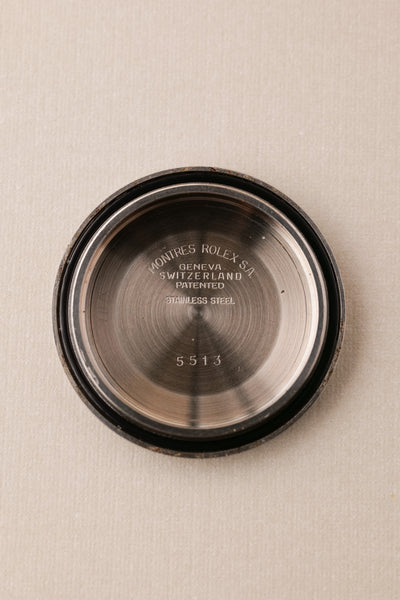 MONTRES ROLEX S.A.
GENEVA
SWITZERLAND
PATENTED
STAINLESS STEEL
5513